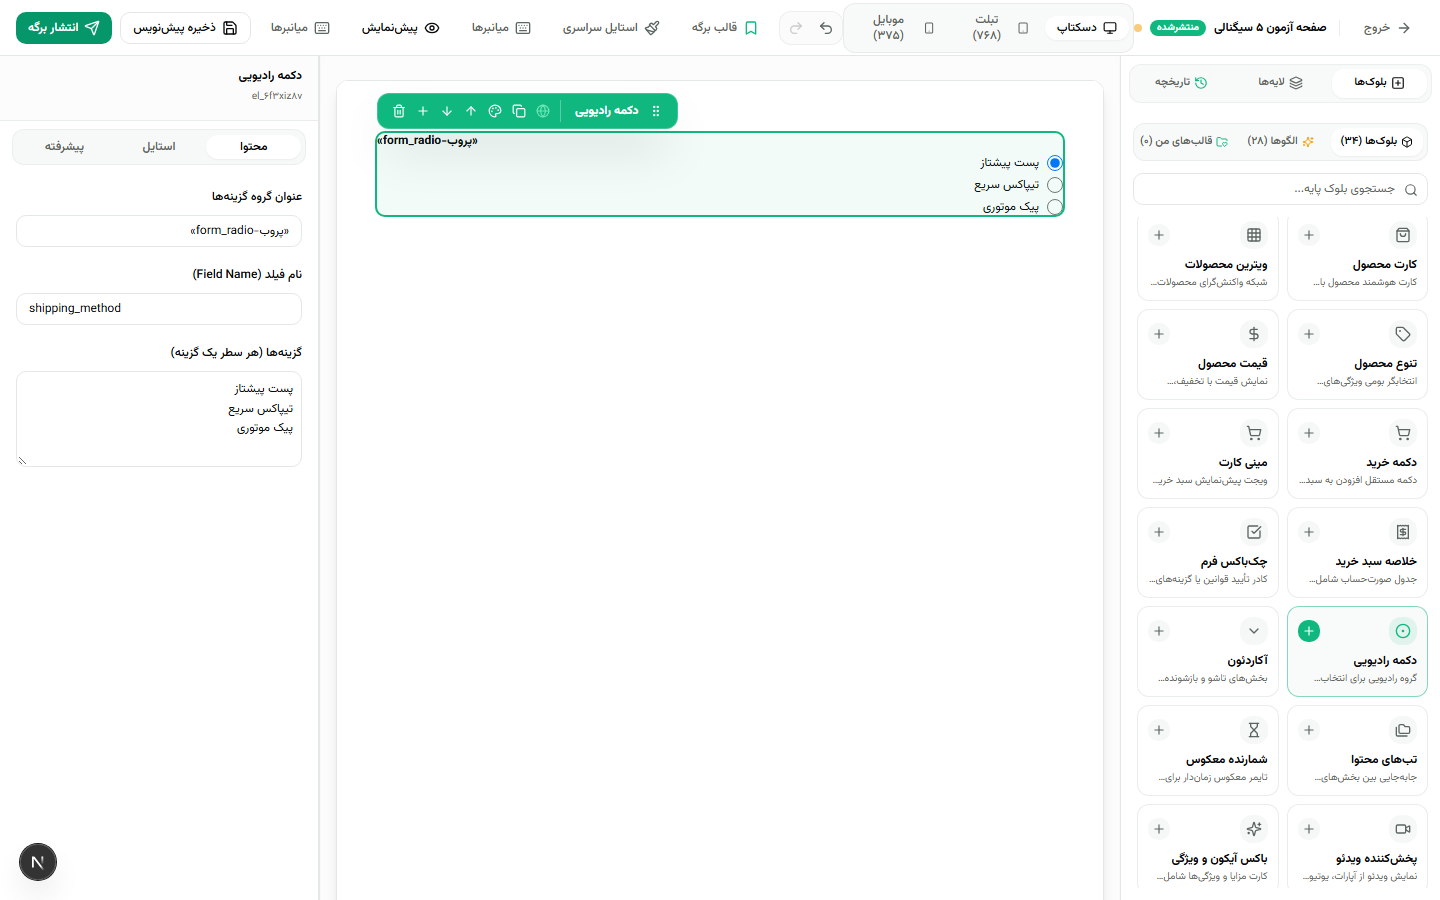 خروج
صفحه آزمون ۵ سیگنالی
منتشرشده
دسکتاپ
تبلت (۷۶۸)
موبایل (۳۷۵)
قالب برگه
استایل سراسری
میانبرها
پیش‌نمایش
میانبرها
ذخیره پیش‌نویس
انتشار برگه
بلوک‌ها
لایه‌ها
تاریخچه
بلوک‌ها (۳۴)
الگوها (۲۸)
قالب‌های من (۰)
جستجوی بلوک پایه...
کارت محصول
کارت هوشمند محصول با...
ویترین محصولات
شبکه واکنش‌گرای محصولات...
تنوع محصول
انتخابگر بومی ویژگی‌های...
قیمت محصول
نمایش قیمت با تخفیف،...
دکمه خرید
دکمه مستقل افزودن به سبد...
مینی کارت
ویجت پیش‌نمایش سبد خرید...
خلاصه سبد خرید
جدول صورت‌حساب شامل...
چک‌باکس فرم
کادر تأیید قوانین یا گزینه‌های...
دکمه رادیویی
گروه رادیویی برای انتخاب...
آکاردئون
بخش‌های تاشو و بازشونده...
تب‌های محتوا
جابه‌جایی بین بخش‌های...
شمارنده معکوس
تایمر معکوس زمان‌دار برای...
پخش‌کننده ویدئو
نمایش ویدئو از آپارات، یوتیو...
باکس آیکون و ویژگی
کارت مزایا و ویژگی‌ها شامل...
دکمه رادیویی
«پروب-form_radio»
پست پیشتاز
تیپاکس سریع
پیک موتوری
دکمه رادیویی
el_۶f۳xiz۸v
محتوا
استایل
پیشرفته
عنوان گروه گزینه‌ها
«پروب-form_radio»
نام فیلد (Field Name)
shipping_method
گزینه‌ها (هر سطر یک گزینه)
پست پیشتاز
تیپاکس سریع
پیک موتوری
N